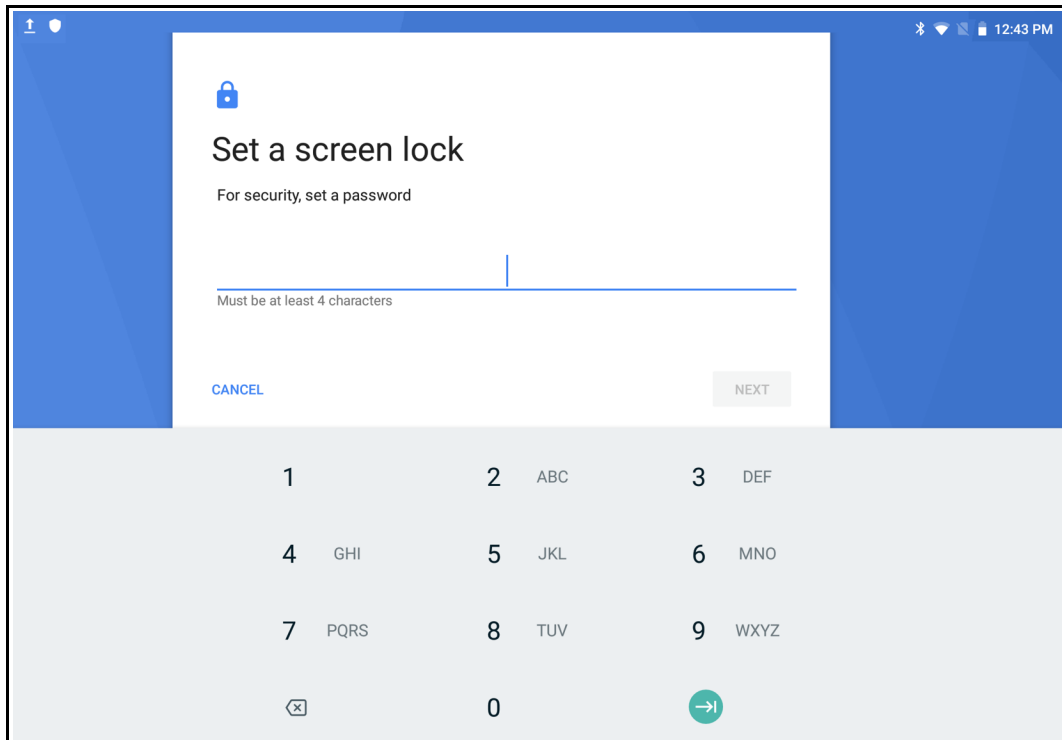 12:43 PM
Set a screen lock
For security, set a password
Must be at least 4 characters
CANCEL NEXT
1 2 ABC 3 DEF
4 GHI 5 JKL 6 MNO
7 PQRS 8 TUV 9 WXYZ
0